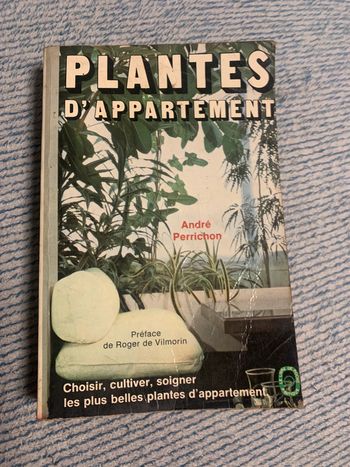 PLANTES
D'APPARTEMENT
André
Perrichon
Préface
de Roger de Vilmorin
Choisir, cultiver, soigner
les plus belles plantes d'appartement.